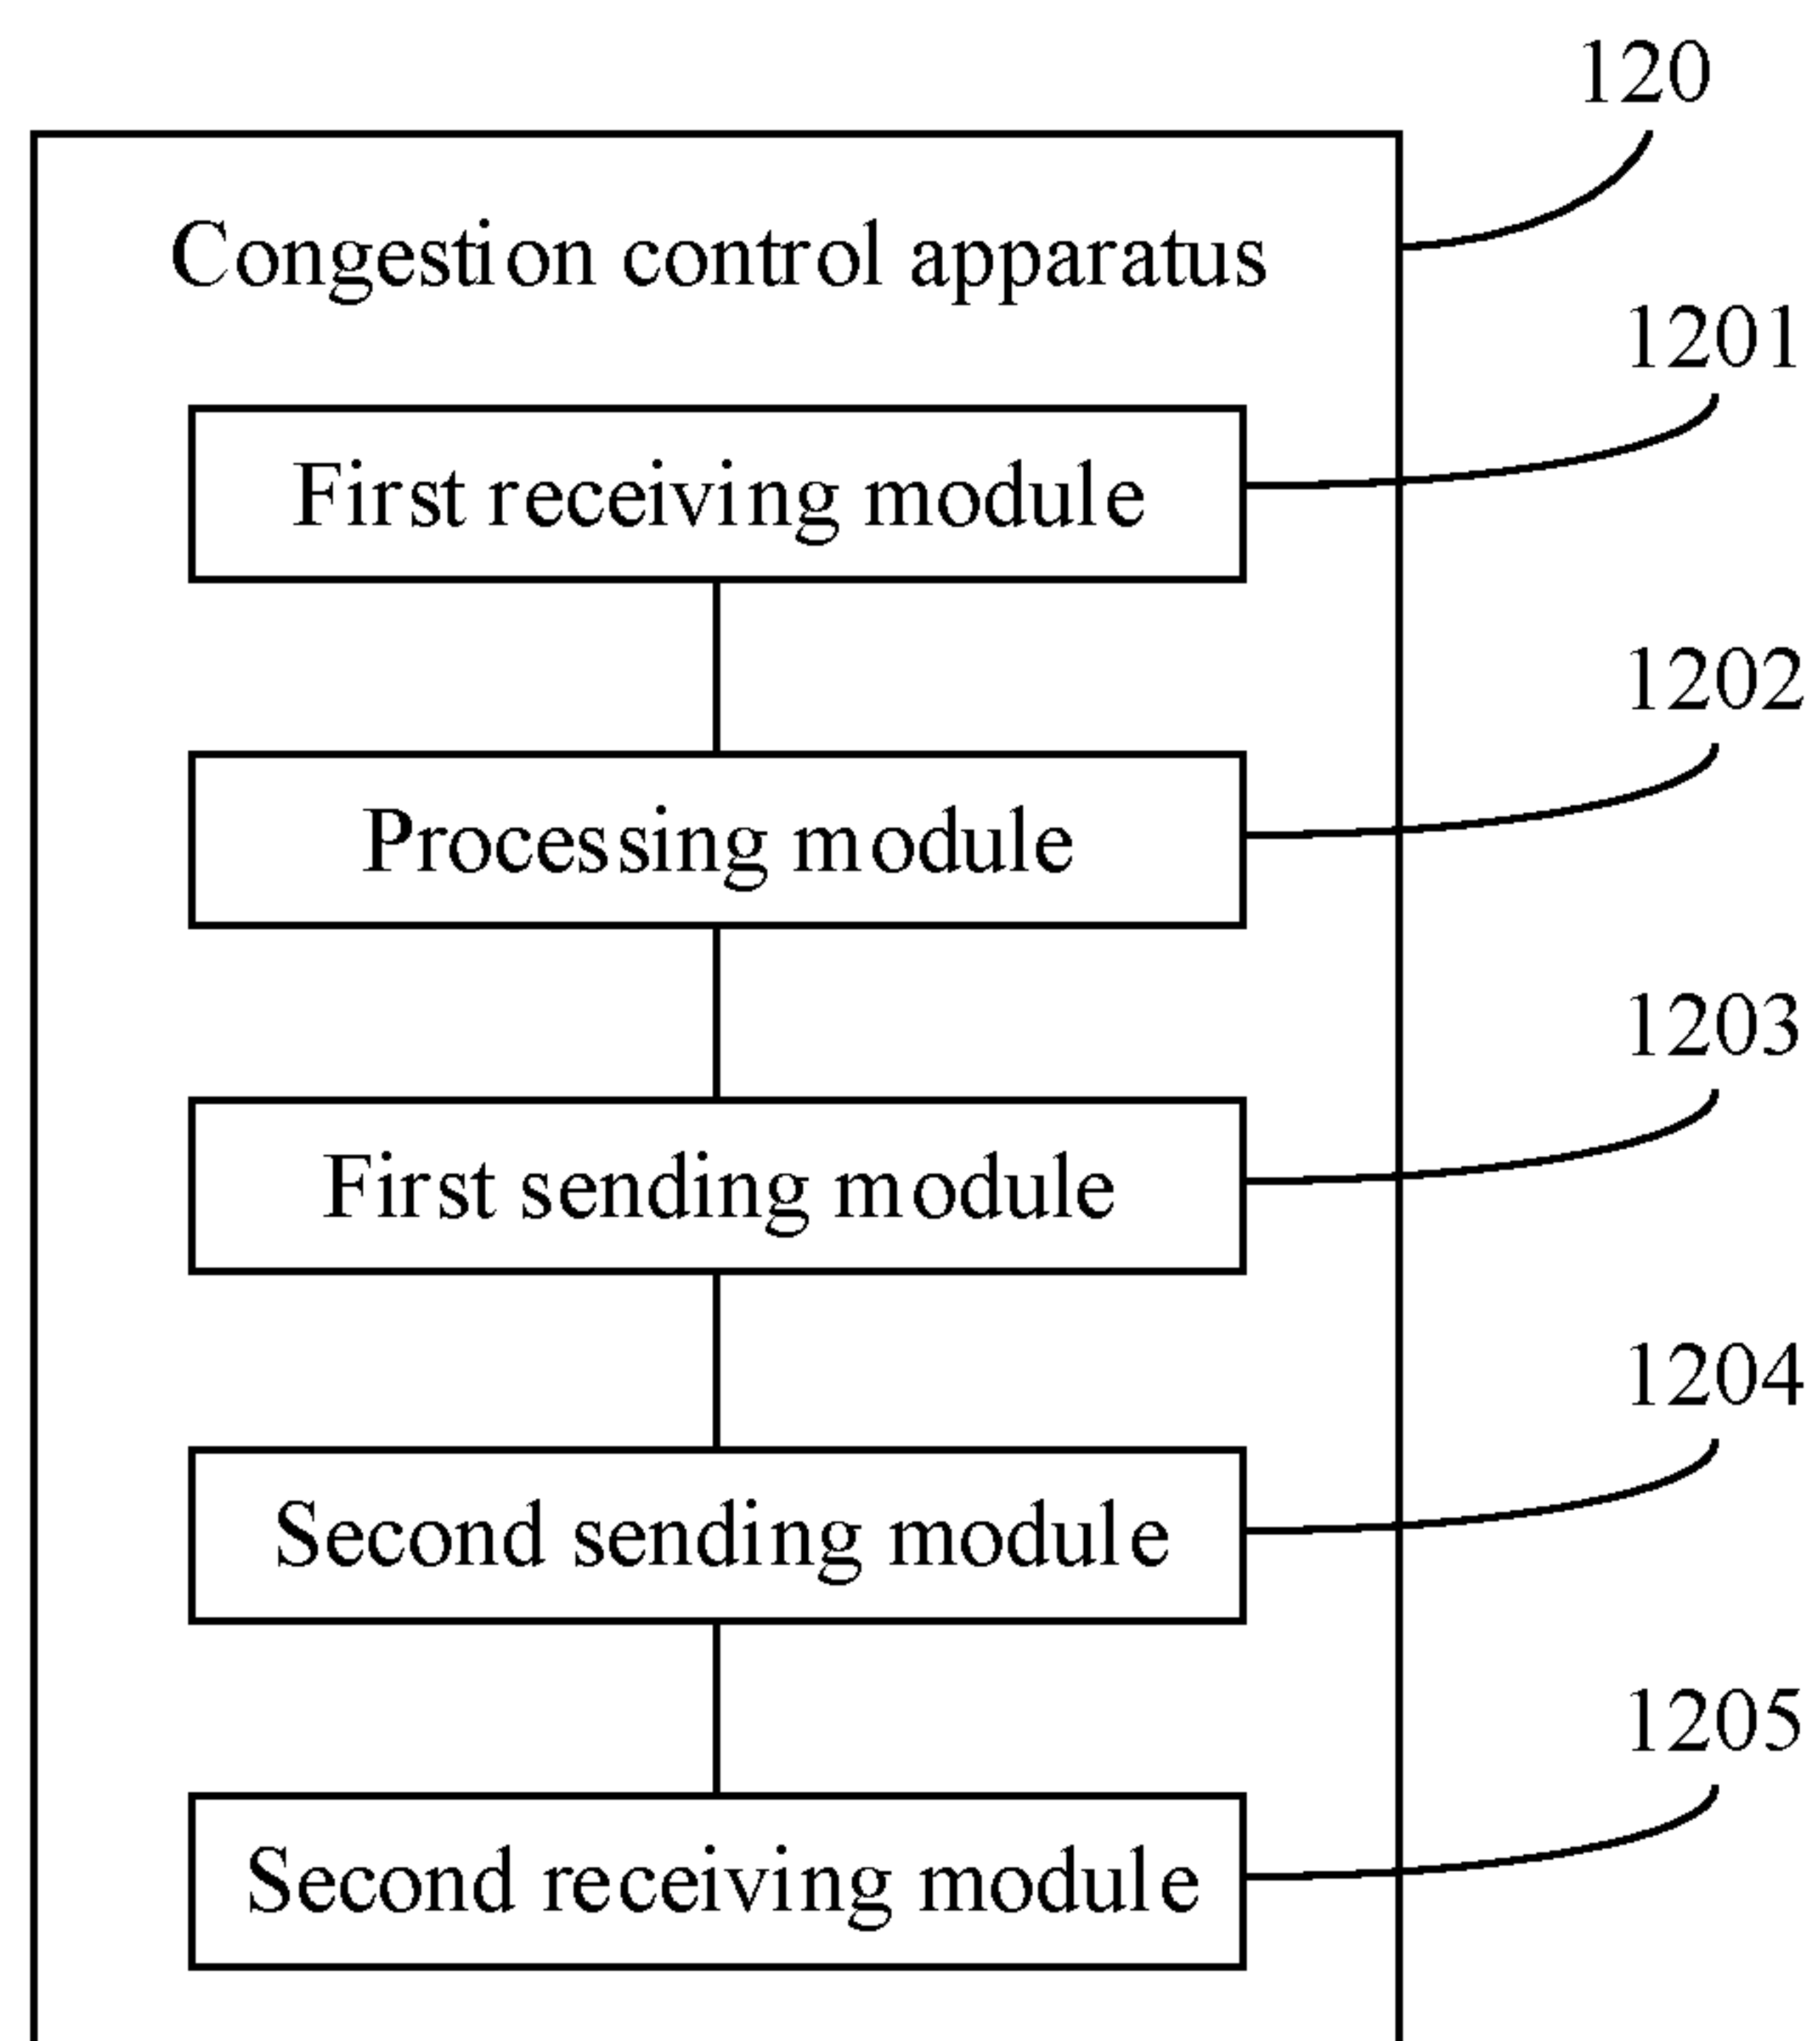 120
Congestion control apparatus
1201
First receiving module
1202
Processing module
1203
First sending module
1204
Second sending module
1205
Second receiving module